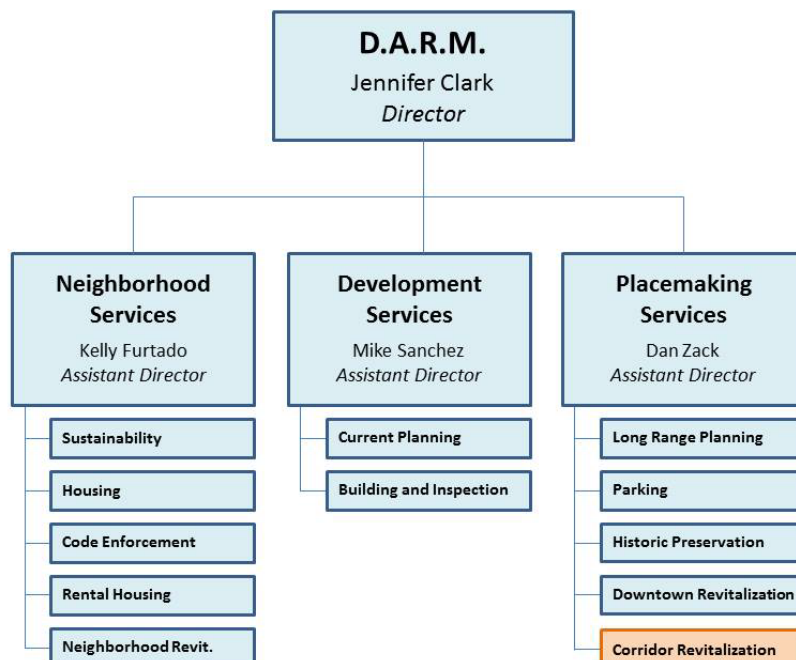 D.A.R.M.
Jennifer Clark
Director
Neighborhood
Services
Kelly Furtado
Assistant Director
Sustainability
Housing
Code Enforcement
Rental Housing
Neighborhood Revit.
Development
Services
Mike Sanchez
Assistant Director
Current Planning
Building and Inspection
Placemaking
Services
Dan Zack
Assistant Director
Long Range Planning
Parking
Historic Preservation
Downtown Revitalization
Corridor Revitalization